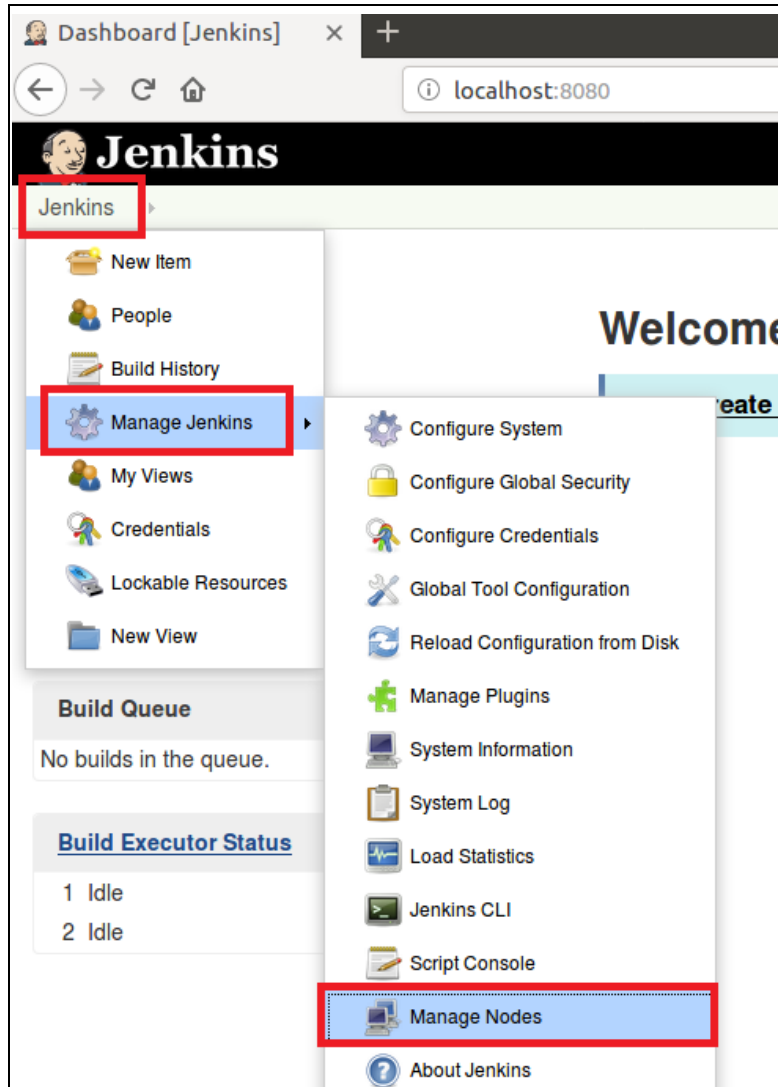 Dashboard [Jenkins]
localhost:8080
Jenkins
Jenkins
New Item
People
Build History
Manage Jenkins
My Views
Credentials
Lockable Resources
New View
Welcome
eate
Configure System
Configure Global Security
Configure Credentials
Global Tool Configuration
Reload Configuration from Disk
Manage Plugins
System Information
System Log
Load Statistics
Jenkins CLI
Script Console
Manage Nodes
About Jenkins
Build Queue
No builds in the queue.
Build Executor Status
1 Idle
2 Idle